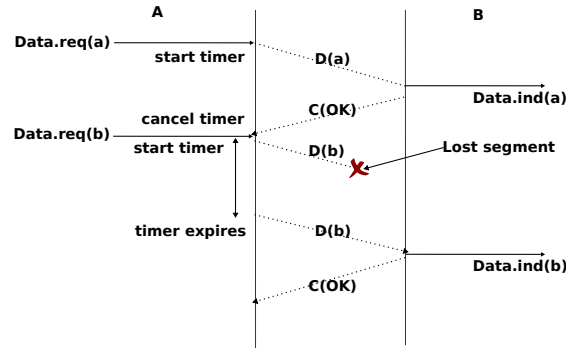 A
B
Data.req(a)
start timer
D(a)
Data.ind(a)
C(OK)
cancel timer
Data.req(b)
start timer
D(b)
Lost segment
timer expires
D(b)
Data.ind(b)
C(OK)